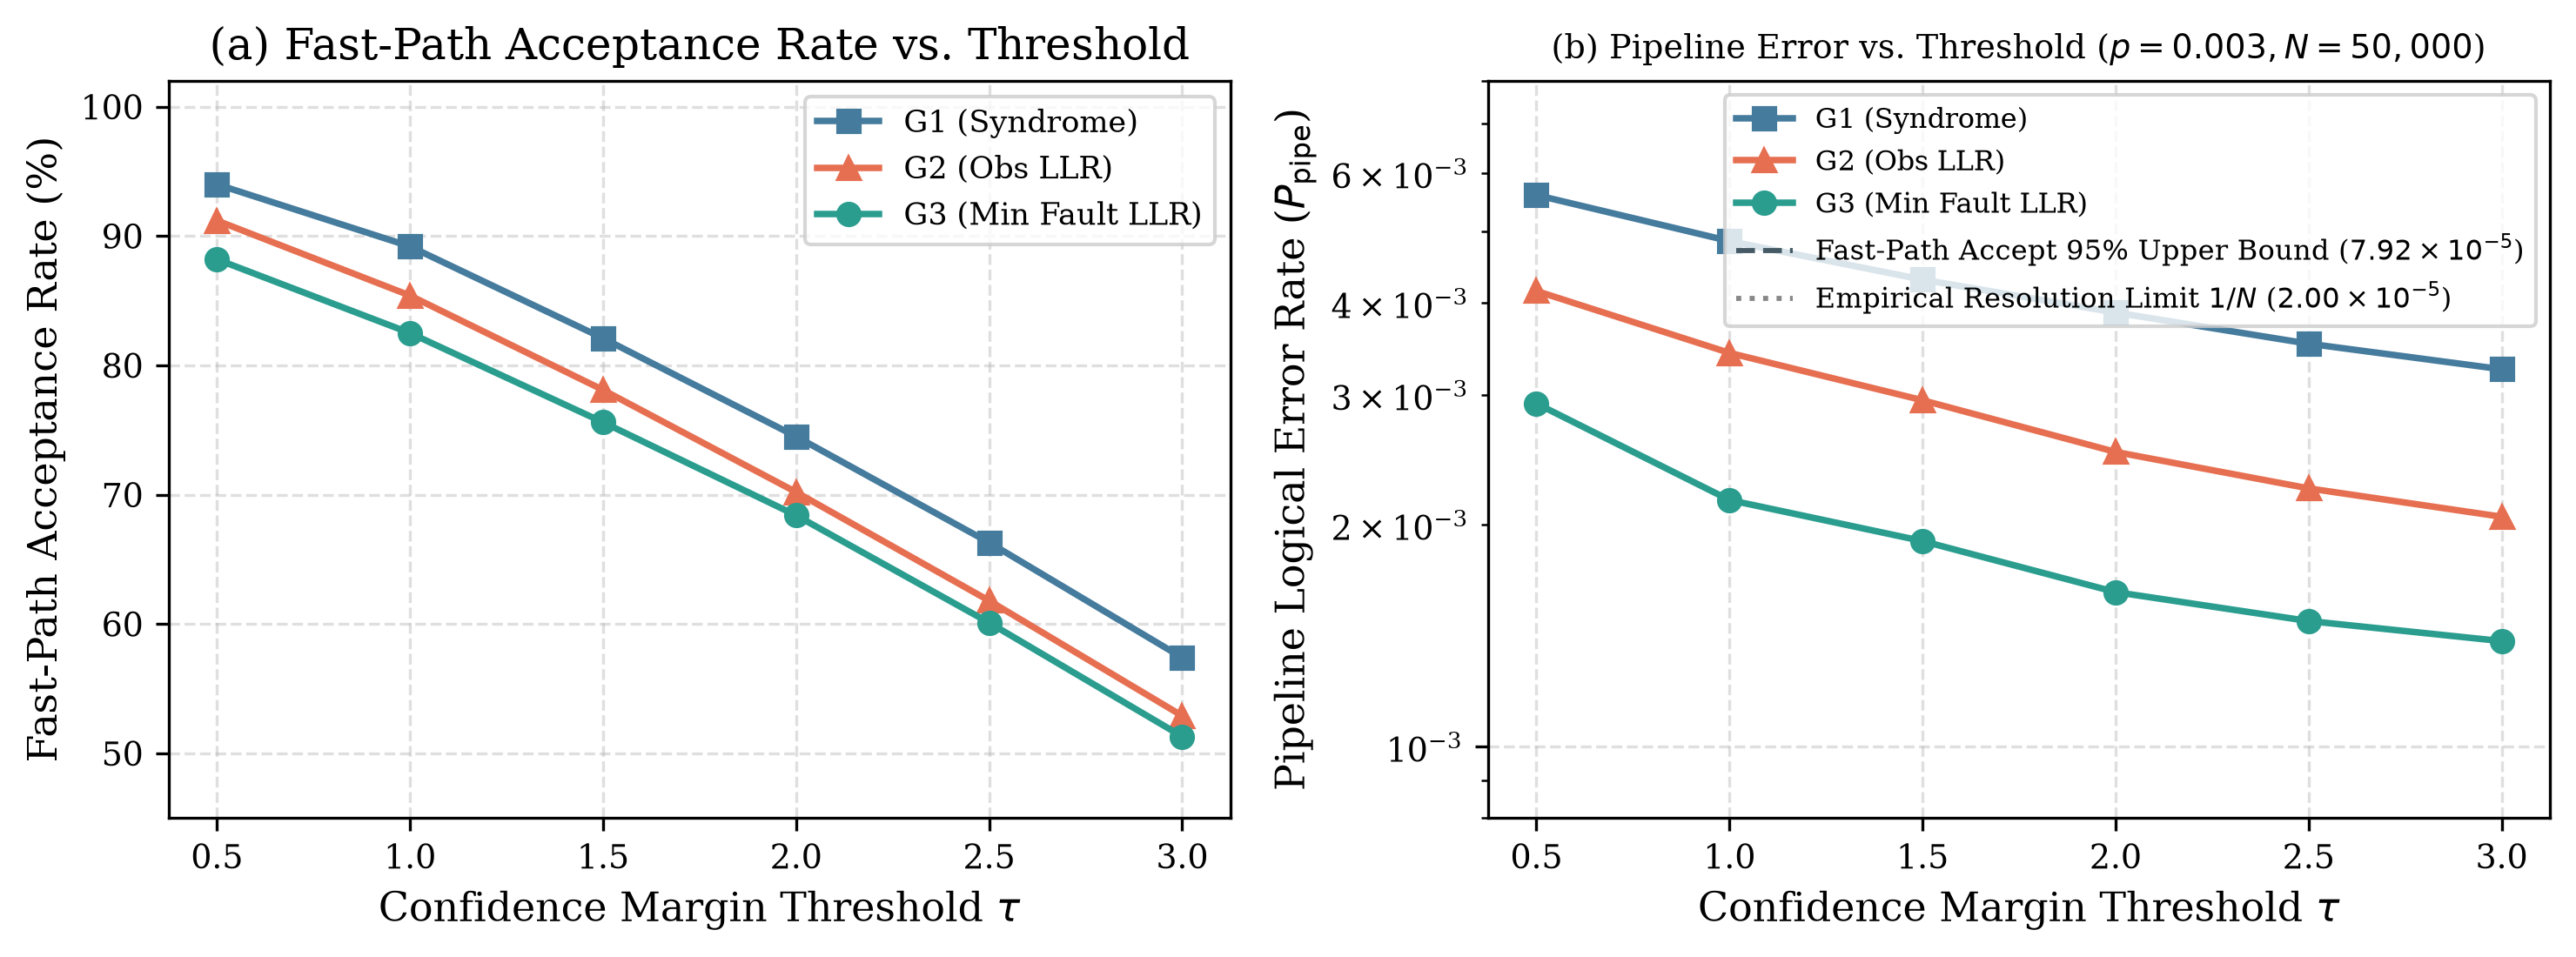 (a) Fast-Path Acceptance Rate vs. Threshold
Fast-Path Acceptance Rate (%)
100
90
80
70
60
50
G1 (Syndrome)
G2 (Obs LLR)
G3 (Min Fault LLR)
0.5 1.0 1.5 2.0 2.5 3.0
Confidence Margin Threshold τ
(b) Pipeline Error vs. Threshold (p = 0.003, N = 50,000)
Pipeline Logical Error Rate (P_pipe)
6 × 10⁻³
4 × 10⁻³
3 × 10⁻³
2 × 10⁻³
10⁻³
G1 (Syndrome)
G2 (Obs LLR)
G3 (Min Fault LLR)
Fast-Path Accept 95% Upper Bound (7.92 × 10⁻⁵)
Empirical Resolution Limit 1/N (2.00 × 10⁻⁵)
0.5 1.0 1.5 2.0 2.5 3.0
Confidence Margin Threshold τ